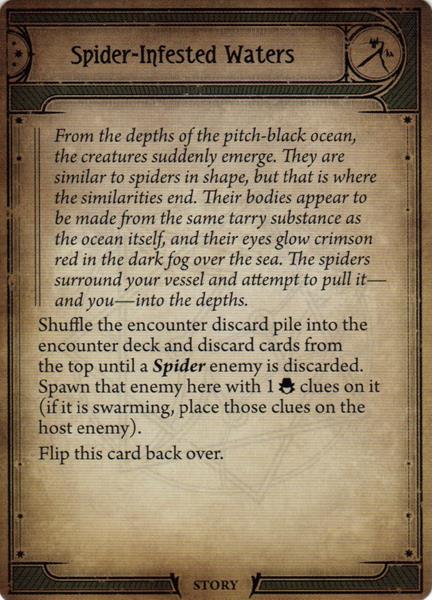 Spider-Infested Waters
From the depths of the pitch-black ocean,
the creatures suddenly emerge. They are
similar to spiders in shape, but that is where
the similarities end. Their bodies appear to
be made from the same tarry substance as
the ocean itself, and their eyes glow crimson
red in the dark fog over the sea. The spiders
surround your vessel and attempt to pull it—
and you—into the depths.
Shuffle the encounter discard pile into the
encounter deck and discard cards from
the top until a Spider enemy is discarded.
Spawn that enemy here with 1 clues on it
(if it is swarming, place those clues on the
host enemy).
Flip this card back over.
STORY